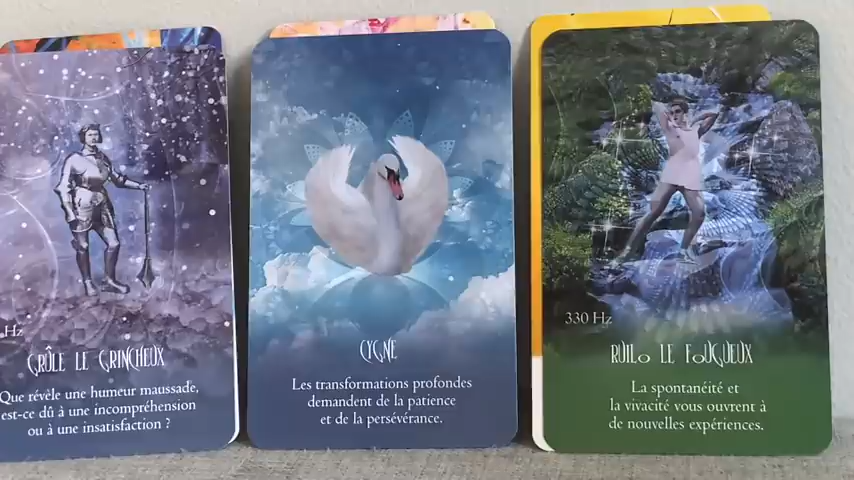 Hz
GRÔLE LE GRINCHEUX
Que révèle une humeur maussade,
est-ce dû à une incompréhension
ou à une insatisfaction ?
CYGNE
Les transformations profondes
demandent de la patience
et de la persévérance.
330 Hz
RUILO LE FOUGUEUX
La spontanéité et
la vivacité vous ouvrent à
de nouvelles expériences.